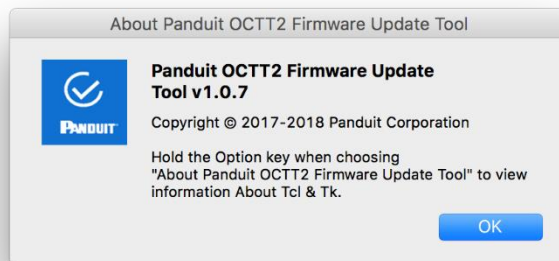 About Panduit OCTT2 Firmware Update Tool
PANDUIT
Panduit OCTT2 Firmware Update
Tool v1.0.7
Copyright © 2017-2018 Panduit Corporation
Hold the Option key when choosing
"About Panduit OCTT2 Firmware Update Tool" to view
information About Tcl & Tk.
OK